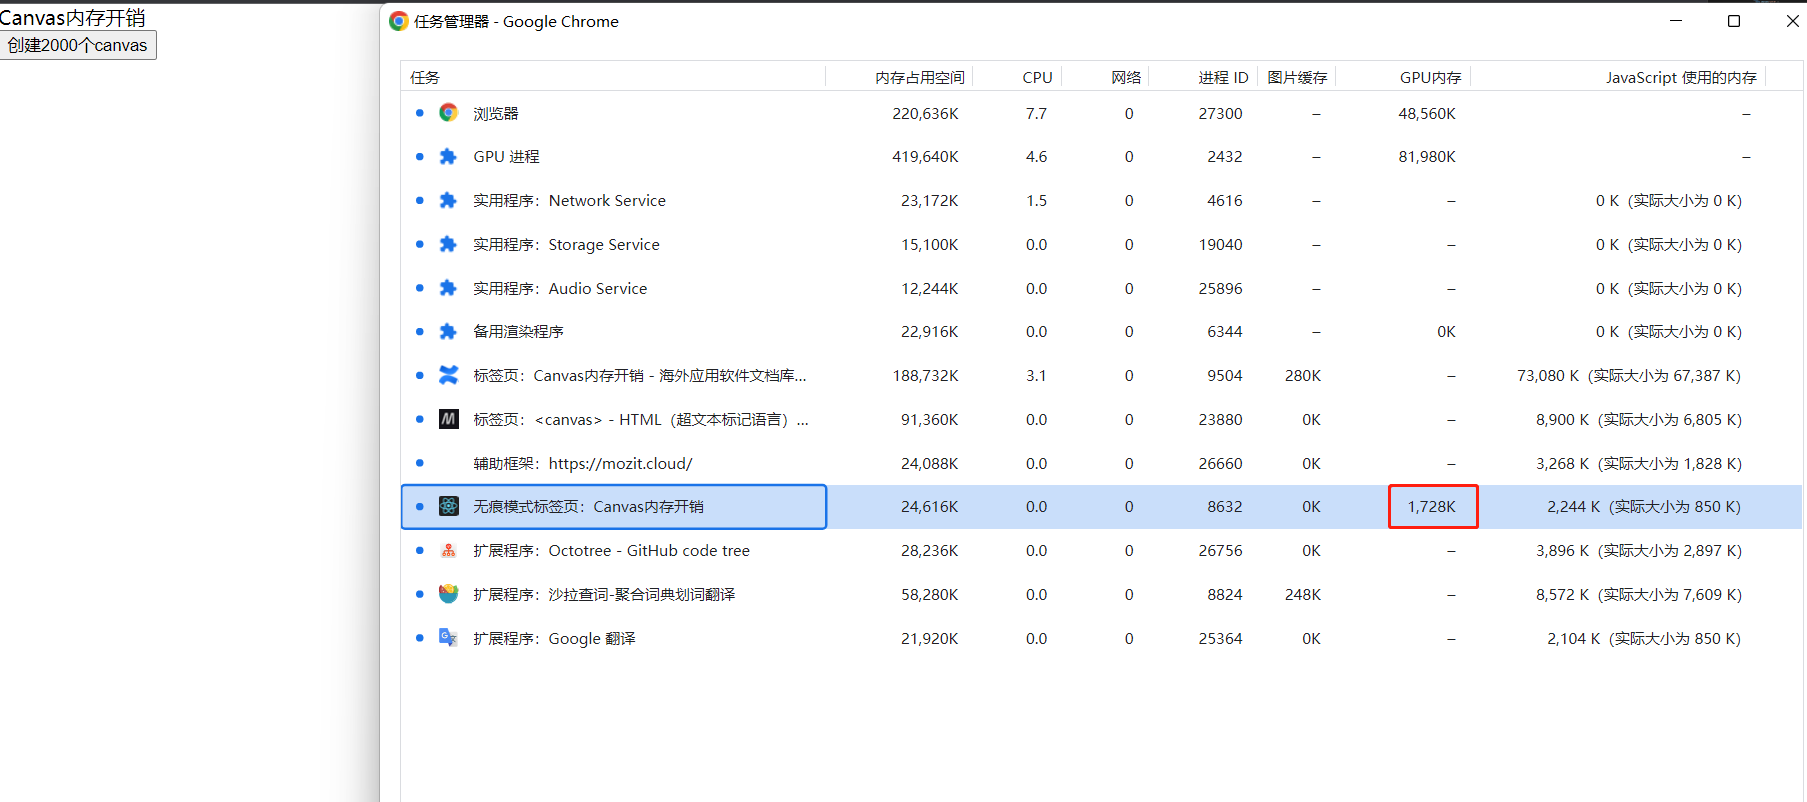 Canvas内存开销
创建2000个canvas
任务管理器 - Google Chrome
任务 内存占用空间 CPU 网络 进程 ID 图片缓存 GPU内存 JavaScript 使用的内存
浏览器 220,636K 7.7 0 27300 – 48,560K –
GPU 进程 419,640K 4.6 0 2432 – 81,980K –
实用程序：Network Service 23,172K 1.5 0 4616 – – 0 K (实际大小为 0 K)
实用程序：Storage Service 15,100K 0.0 0 19040 – – 0 K (实际大小为 0 K)
实用程序：Audio Service 12,244K 0.0 0 25896 – – 0 K (实际大小为 0 K)
备用渲染程序 22,916K 0.0 0 6344 – 0K 0 K (实际大小为 0 K)
标签页：Canvas内存开销 - 海外应用软件文档库... 188,732K 3.1 0 9504 280K – 73,080 K (实际大小为 67,387 K)
标签页：<canvas> - HTML（超文本标记语言）... 91,360K 0.0 0 23880 0K – 8,900 K (实际大小为 6,805 K)
辅助框架：https://mozit.cloud/ 24,088K 0.0 0 26660 0K – 3,268 K (实际大小为 1,828 K)
无痕模式标签页：Canvas内存开销 24,616K 0.0 0 8632 0K 1,728K 2,244 K (实际大小为 850 K)
扩展程序：Octotree - GitHub code tree 28,236K 0.0 0 26756 0K – 3,896 K (实际大小为 2,897 K)
扩展程序：沙拉查词-聚合词典划词翻译 58,280K 0.0 0 8824 248K – 8,572 K (实际大小为 7,609 K)
扩展程序：Google 翻译 21,920K 0.0 0 25364 0K – 2,104 K (实际大小为 850 K)